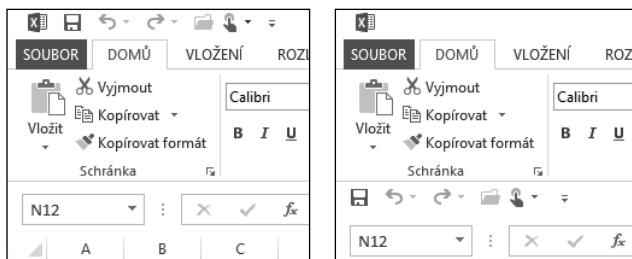 SOUBOR DOMŮ VLOŽENÍ ROZL
Vložit
Vyjmout
Kopírovat
Kopírovat formát
Calibri
B I U
Schránka
N12 fx
A B C
SOUBOR DOMŮ VLOŽENÍ ROZ
Vložit
Vyjmout
Kopírovat
Kopírovat formát
Calibri
B I U
Schránka
N12 fx